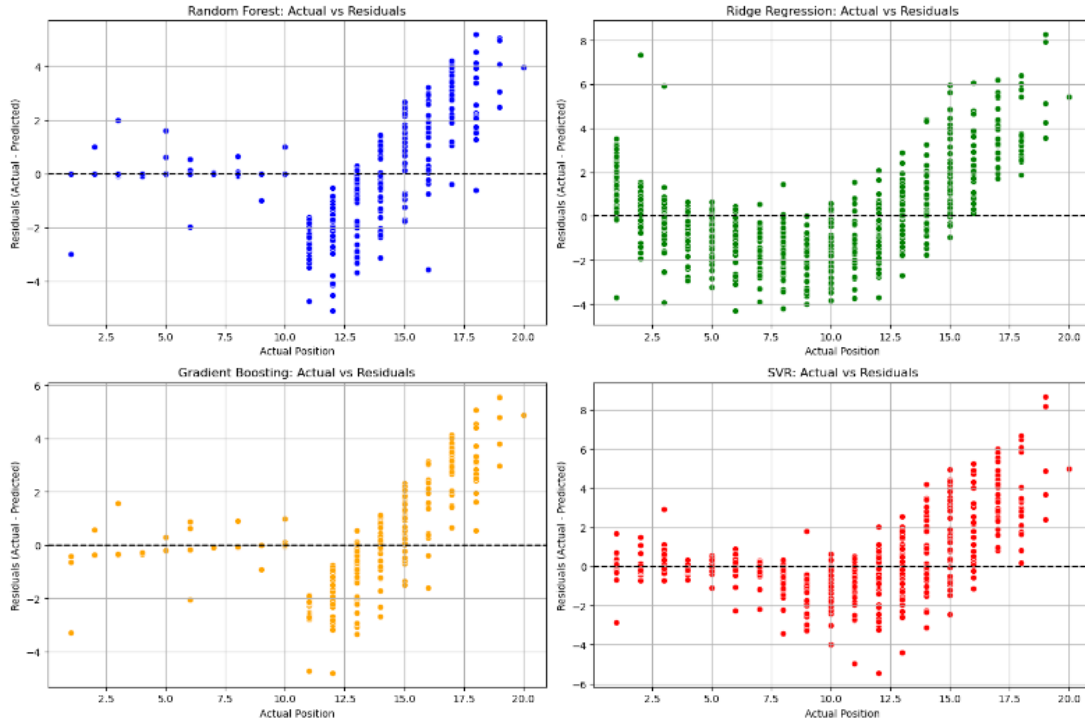 Random Forest: Actual vs Residuals
Residuals (Actual - Predicted)
4
2
0
−2
−4
2.5 5.0 7.5 10.0 12.5 15.0 17.5 20.0
Actual Position
Ridge Regression: Actual vs Residuals
Residuals (Actual - Predicted)
8
6
4
2
0
−2
−4
2.5 5.0 7.5 10.0 12.5 15.0 17.5 20.0
Actual Position
Gradient Boosting: Actual vs Residuals
Residuals (Actual - Predicted)
6
4
2
0
−2
−4
2.5 5.0 7.5 10.0 12.5 15.0 17.5 20.0
Actual Position
SVR: Actual vs Residuals
Residuals (Actual - Predicted)
8
6
4
2
0
−2
−4
−6
2.5 5.0 7.5 10.0 12.5 15.0 17.5 20.0
Actual Position